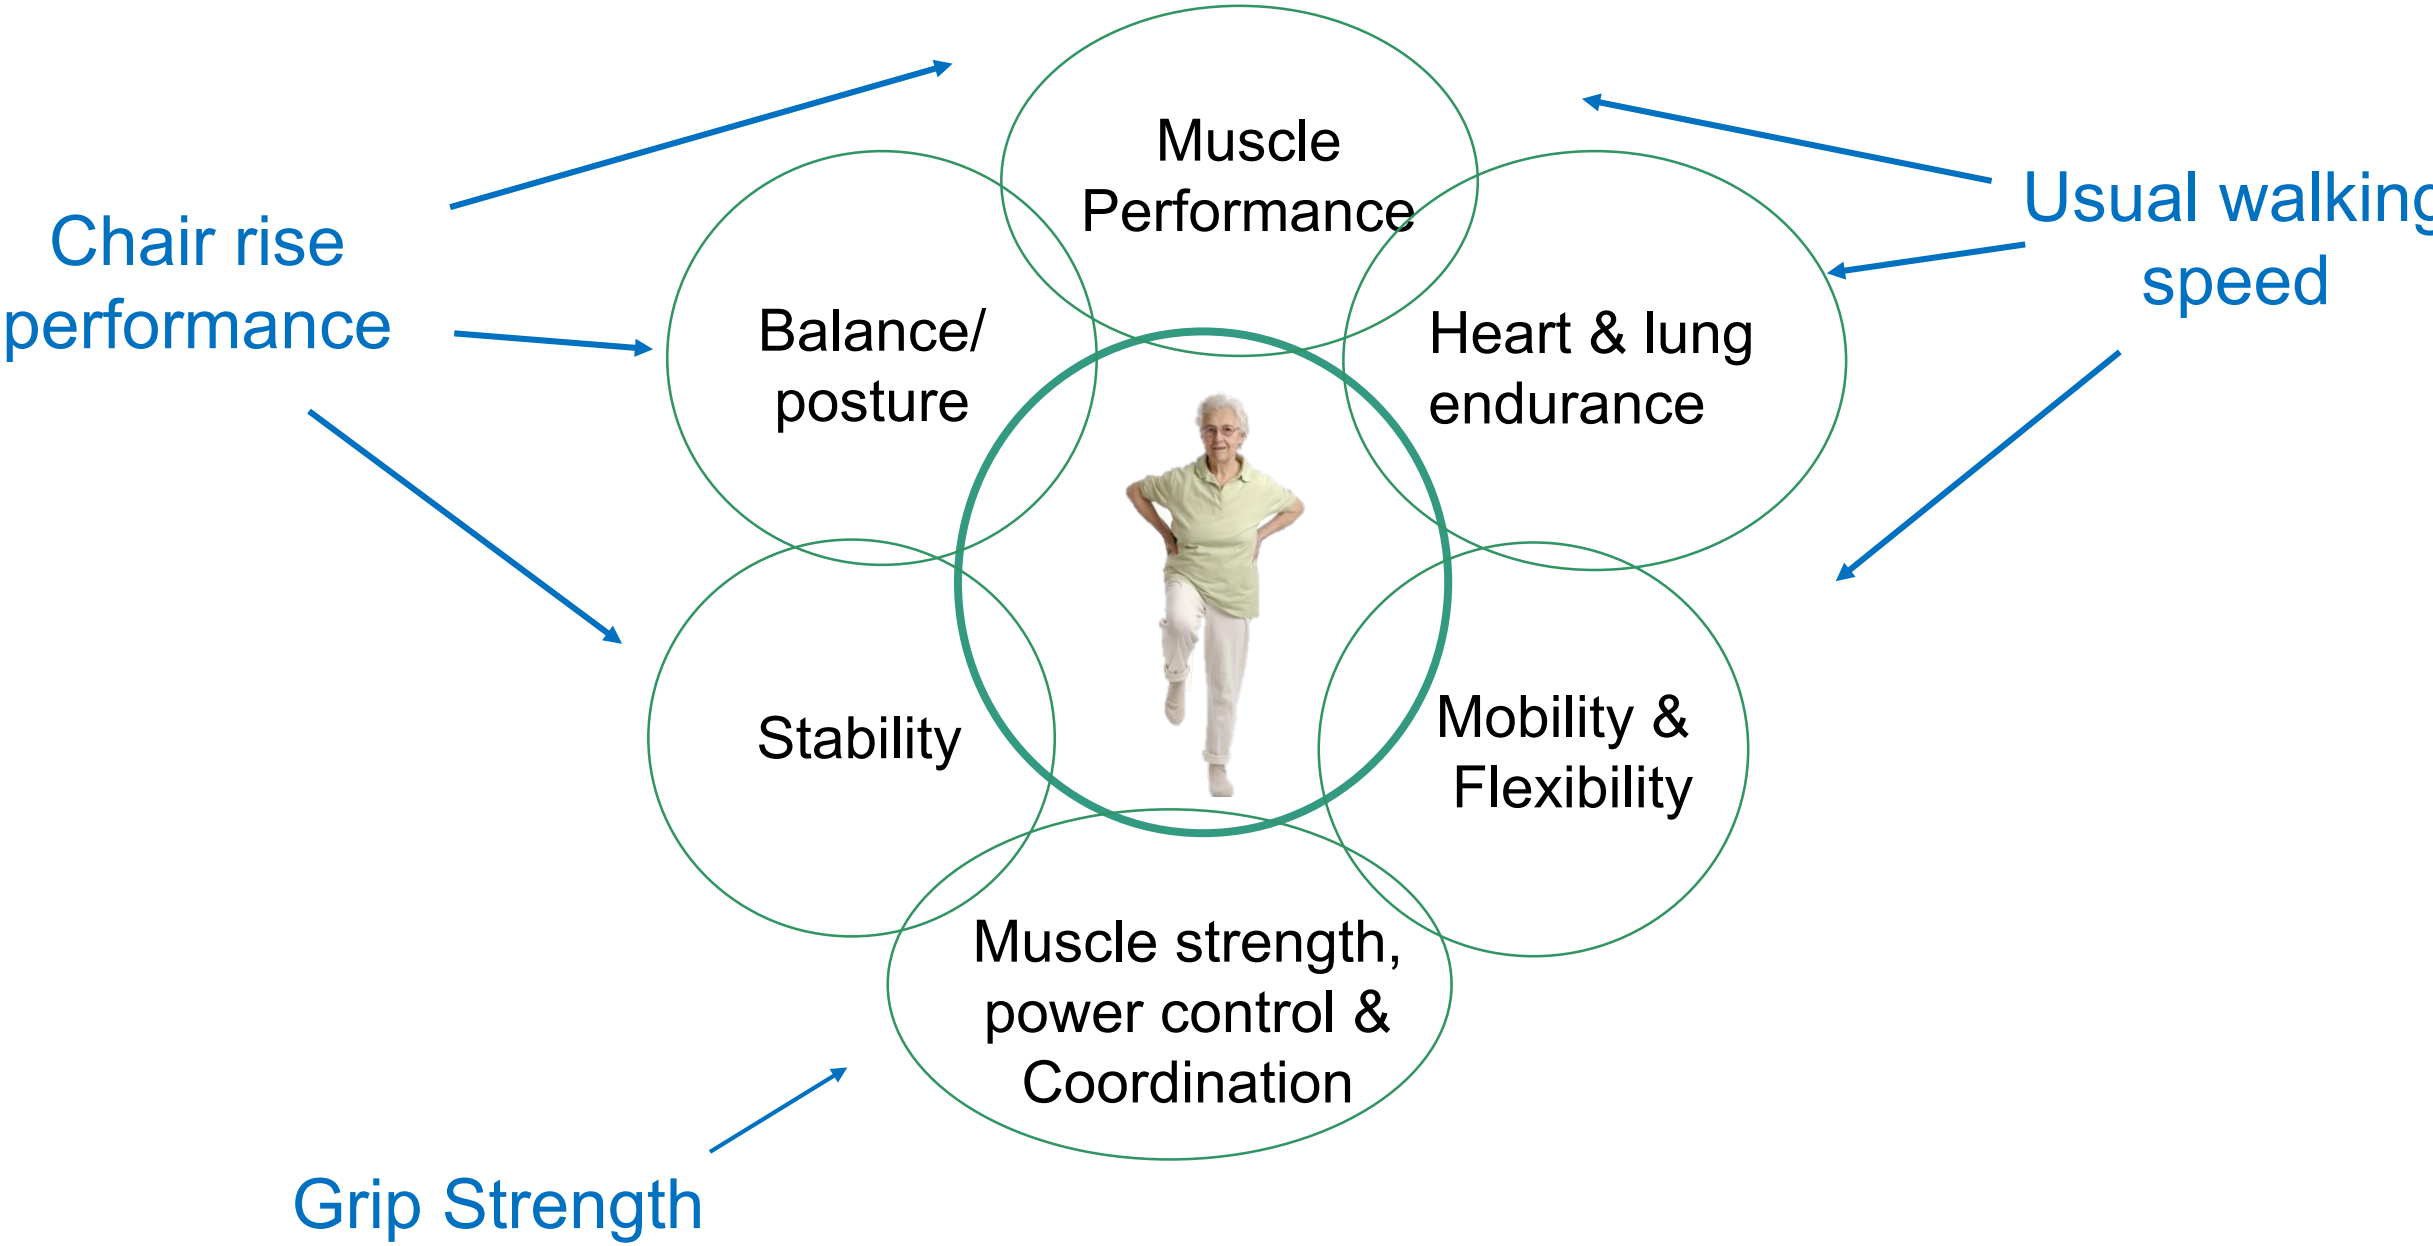 Muscle
Performance
Chair rise
performance
Usual walking
speed
Balance/
posture
Heart & lung
endurance
Stability
Mobility &
Flexibility
Muscle strength,
power control &
Coordination
Grip Strength